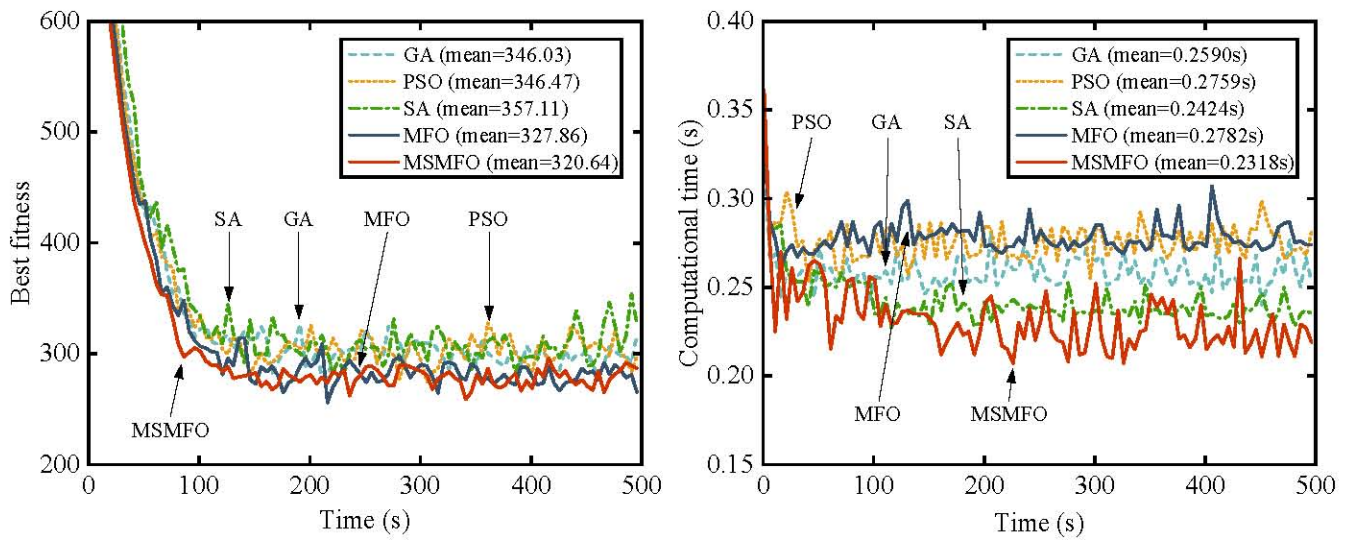 600
500
400
300
200
Best fitness
0
100
200
300
400
500
Time (s)
GA (mean=346.03)
PSO (mean=346.47)
SA (mean=357.11)
MFO (mean=327.86)
MSMFO (mean=320.64)
SA
GA
MFO
PSO
MSMFO
0.40
0.35
0.30
0.25
0.20
0.15
Computational time (s)
0
100
200
300
400
500
Time (s)
GA (mean=0.2590s)
PSO (mean=0.2759s)
SA (mean=0.2424s)
MFO (mean=0.2782s)
MSMFO (mean=0.2318s)
PSO
GA
SA
MFO
MSMFO